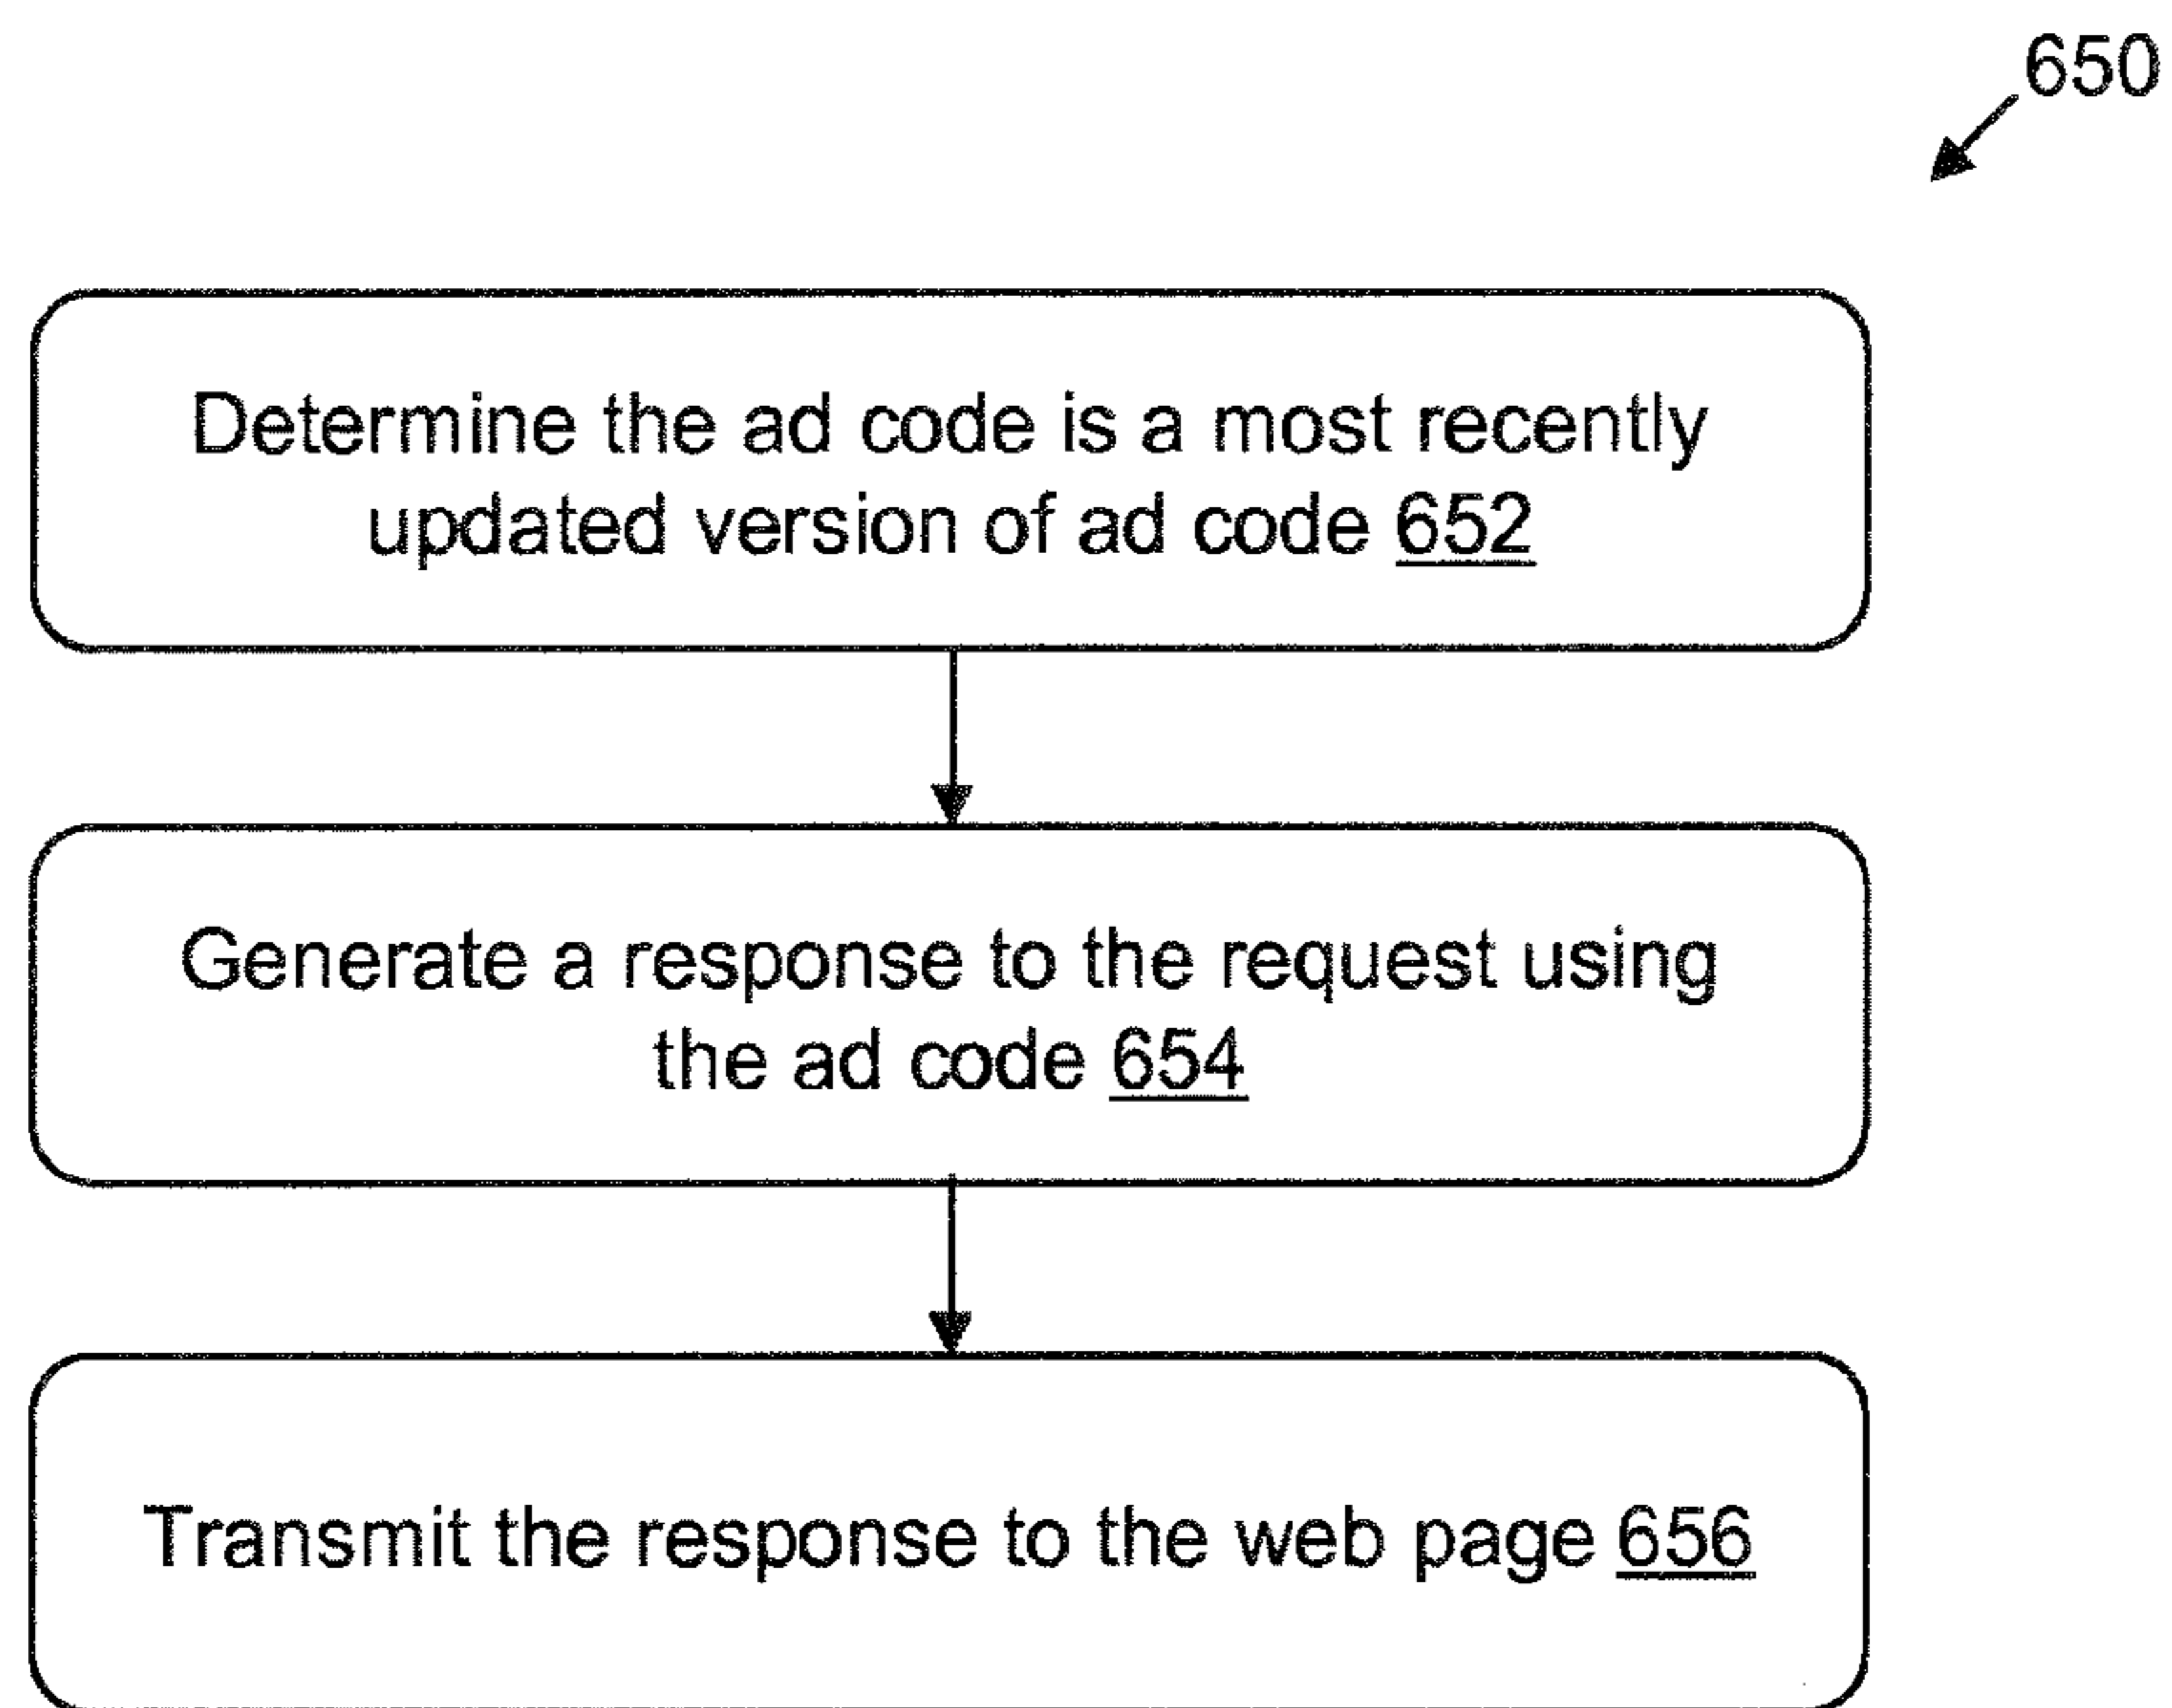 650
Determine the ad code is a most recently
updated version of ad code 652
Generate a response to the request using
the ad code 654
Transmit the response to the web page 656